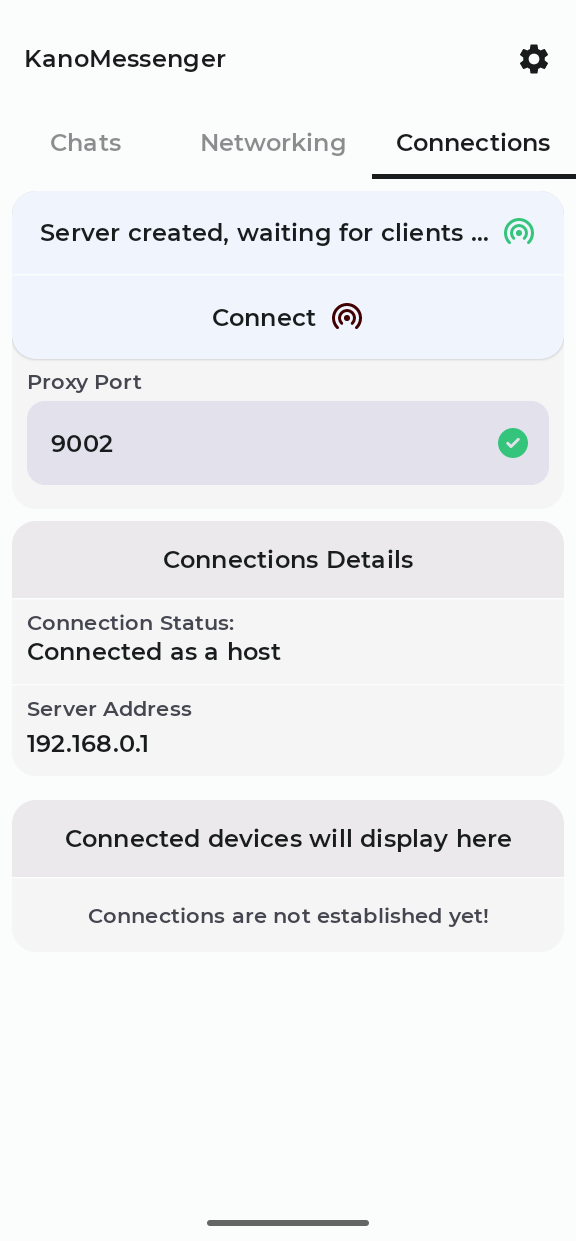 KanoMessenger
Chats
Networking
Connections
Server created, waiting for clients ...
Connect
Proxy Port
9002
Connections Details
Connection Status:
Connected as a host
Server Address
192.168.0.1
Connected devices will display here
Connections are not established yet!